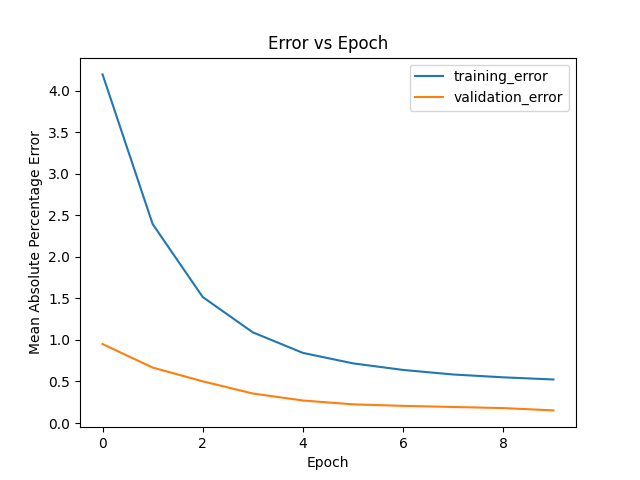 Error vs Epoch
training_error
validation_error
Mean Absolute Percentage Error
4.0
3.5
3.0
2.5
2.0
1.5
1.0
0.5
0.0
0 2 4 6 8
Epoch